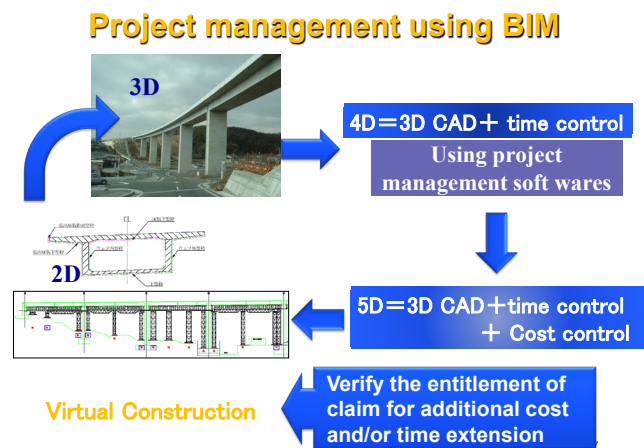 Project management using BIM
3D
4D＝3D CAD＋ time control
Using project
management soft wares
2D
5D＝3D CAD＋time control
＋ Cost control
Verify the entitlement of
claim for additional cost
and/or time extension
Virtual Construction